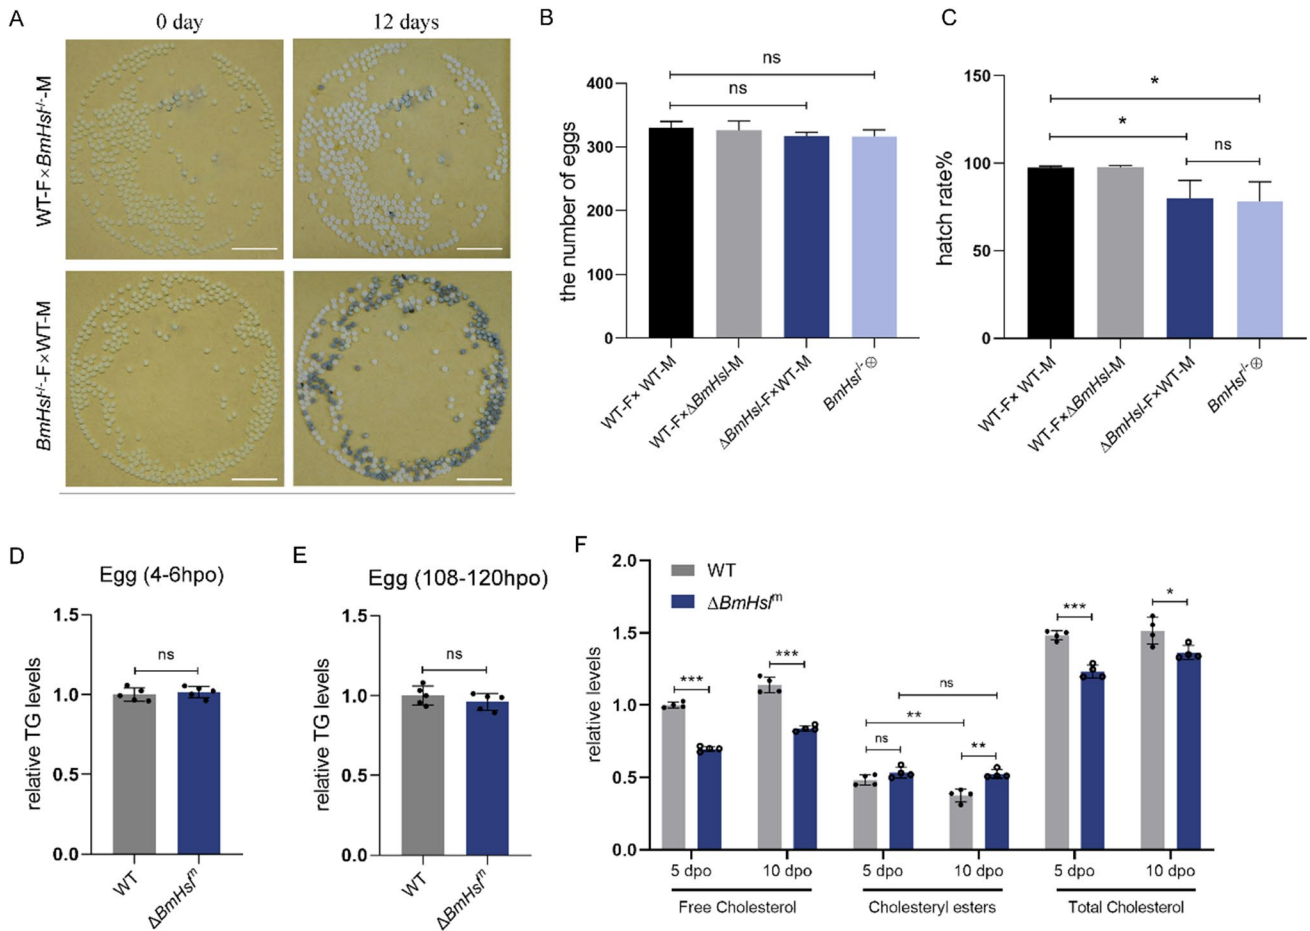 A
0 day
12 days
WT-F×BmHsl-/--M
BmHsl-/--F×WT-M
B
the number of eggs
400
300
200
100
0
ns
ns
WT-F× WT-M
WT-F×ΔBmHsl-M
ΔBmHsl-F×WT-M
BmHsl-/-⊕
C
hatch rate%
150
100
50
0
*
*
ns
WT-F× WT-M
WT-F×ΔBmHsl-M
ΔBmHsl-F×WT-M
BmHsl-/-⊕
D
Egg (4-6hpo)
relative TG levels
1.5
1.0
0.5
0.0
ns
WT
ΔBmHslm
E
Egg (108-120hpo)
relative TG levels
1.5
1.0
0.5
0.0
ns
WT
ΔBmHslm
F
relative levels
2.0
1.5
1.0
0.5
0.0
WT
ΔBmHslm
***
***
ns
**
ns
**
***
*
5 dpo
10 dpo
5 dpo
10 dpo
5 dpo
10 dpo
Free Cholesterol
Cholesteryl esters
Total Cholesterol